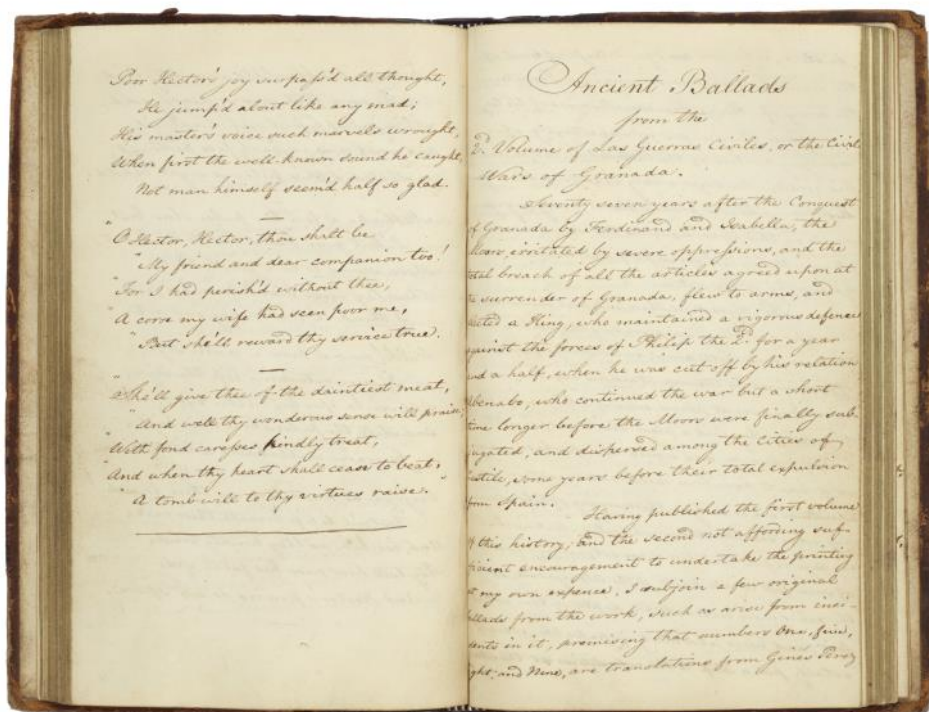 Poor Hector's joy surpass'd all thought,
He jump'd about like any mad;
His master's voice such marvels wrought,
When first the well-known sound he caught,
Not man himself seem'd half so glad.
"O Hector, Hector, thou shalt be
"My friend and dear companion too!
"For I had perish'd without thee,
"A corse my wife had seen poor me,
"But she'll reward thy service true.
"She'll give thee of the daintiest meat,
"And well thy wonderous sense will praise,
"With fond caresses kindly treat,
"And when thy heart shall cease to beat,
"A tomb will to thy virtues raise."
Ancient Ballads
from the
2d. Volume of Las Guerras Civiles, or the Civil
Wars of Granada.
Seventy seven years after the Conquest
of Granada by Ferdinand and Isabella, the
Moors irritated by severe oppressions, and the
total breach of all the articles agreed upon at
surrender of Granada, flew to arms, and
a King, who maintained a vigorous defence
against the forces of Philip the 2d. for a year
and a half, when he was cut off by his relation
Abenabo, who continued the war but a short
time longer before the Moors were finally sub-
jugated, and dispersed among the Cities of
Castile, some years before their total expulsion
from Spain.
Having published the first volume
of this history, and the second not affording suf-
ficient encouragement to undertake the printing
at my own expence, I subjoin a few original
ballads from the work, such as arise from inci-
dents in it, premising that numbers One, five,
Eight, and Nine, are translations from Ginés Perez